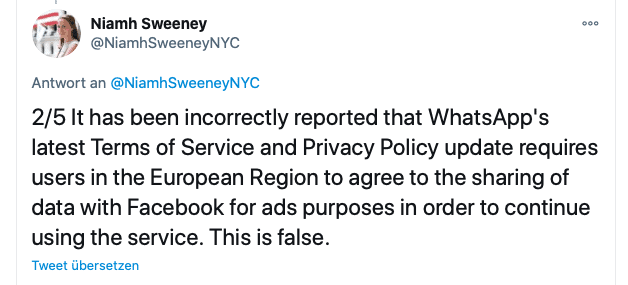 Niamh Sweeney
@NiamhSweeneyNYC
Antwort an @NiamhSweeneyNYC
2/5 It has been incorrectly reported that WhatsApp's
latest Terms of Service and Privacy Policy update requires
users in the European Region to agree to the sharing of
data with Facebook for ads purposes in order to continue
using the service. This is false.
Tweet übersetzen